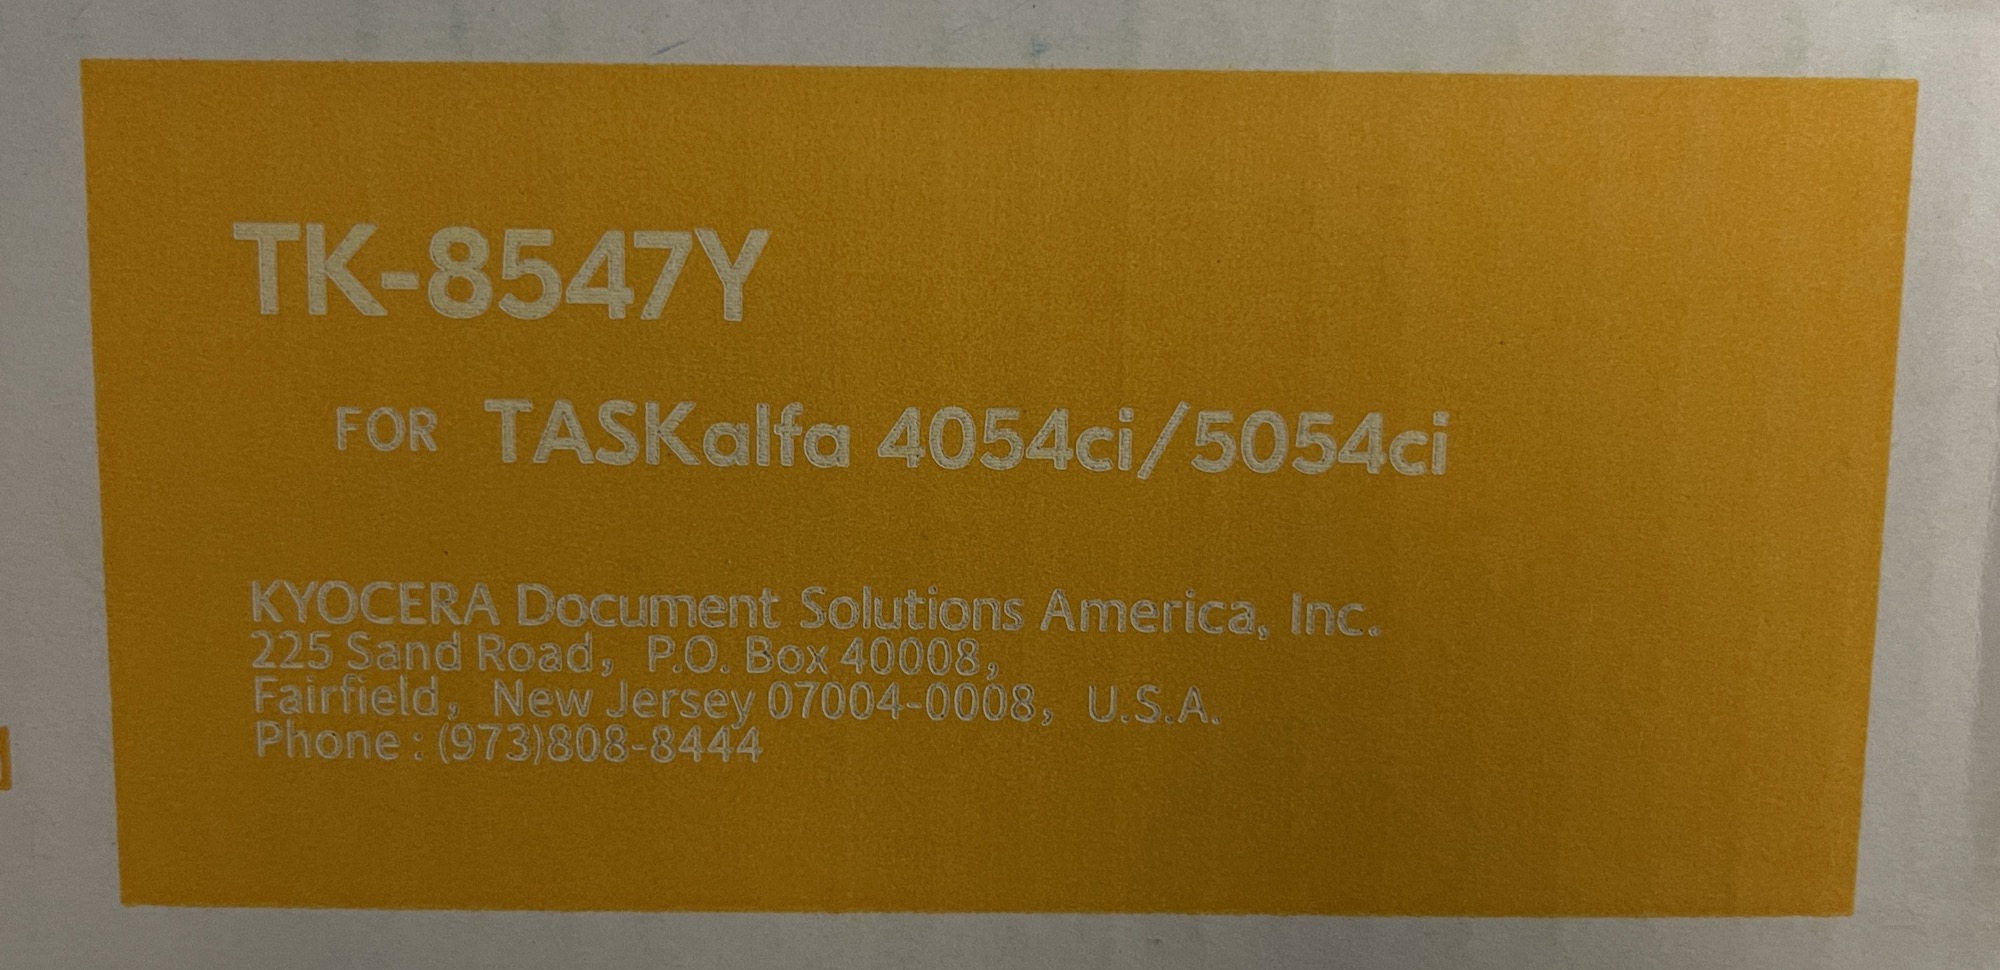 TK-8547Y
FOR TASKalfa 4054ci/5054ci
KYOCERA Document Solutions America, Inc.
225 Sand Road, P.O. Box 40008,
Fairfield, New Jersey 07004-0008, U.S.A.
Phone : (973)808-8444